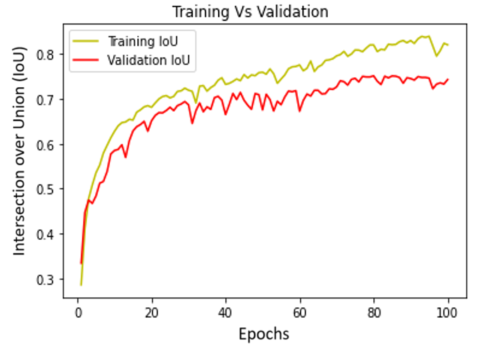 Training Vs Validation
Training IoU
Validation IoU
Intersection over Union (IoU)
0.8
0.7
0.6
0.5
0.4
0.3
0 20 40 60 80 100
Epochs